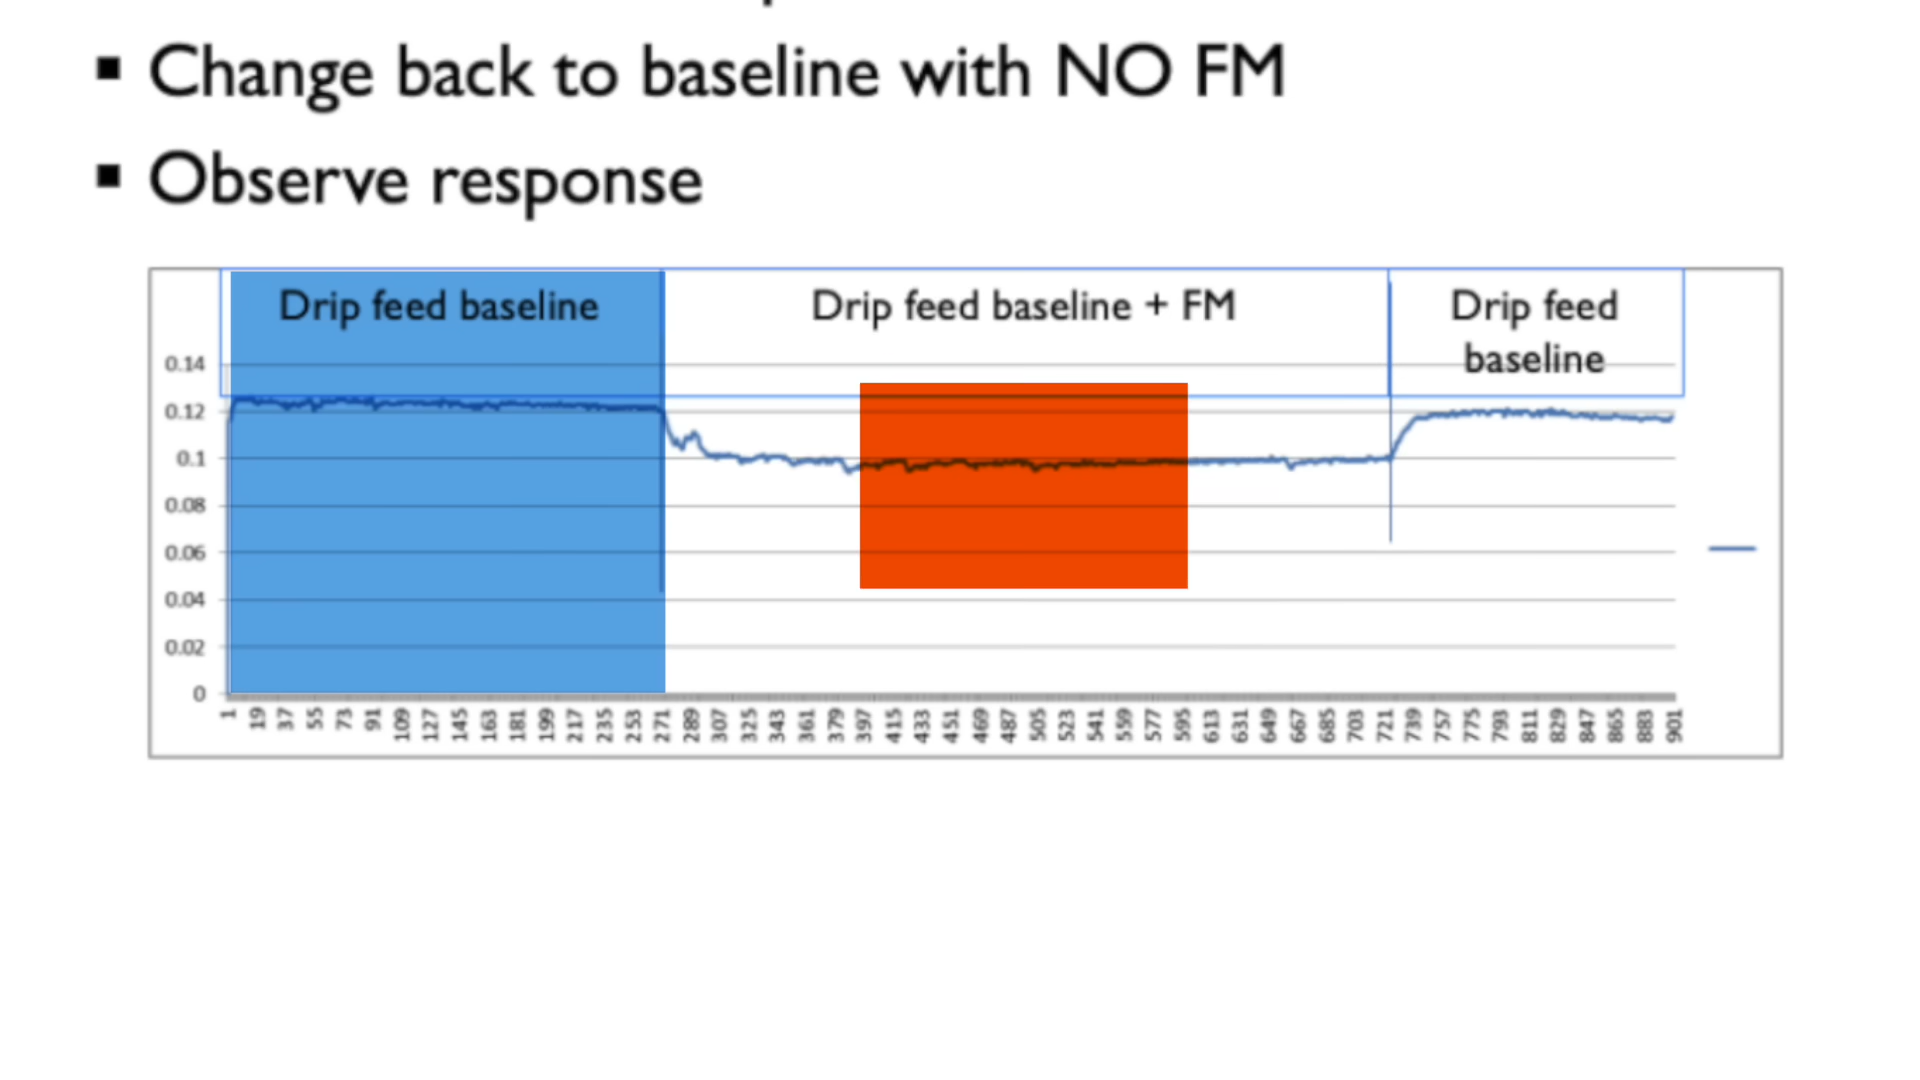 ▪ Change back to baseline with NO FM
▪ Observe response
Drip feed baseline
Drip feed baseline + FM
Drip feed
baseline
0.14
0.12
0.1
0.08
0.06
0.04
0.02
0
1 19 37 55 73 91 109 127 145 163 181 199 217 235 253 271 289 307 325 343 361 379 397 415 433 451 469 487 505 523 541 559 577 595 613 631 649 667 685 703 721 739 757 775 793 811 829 847 865 883 901